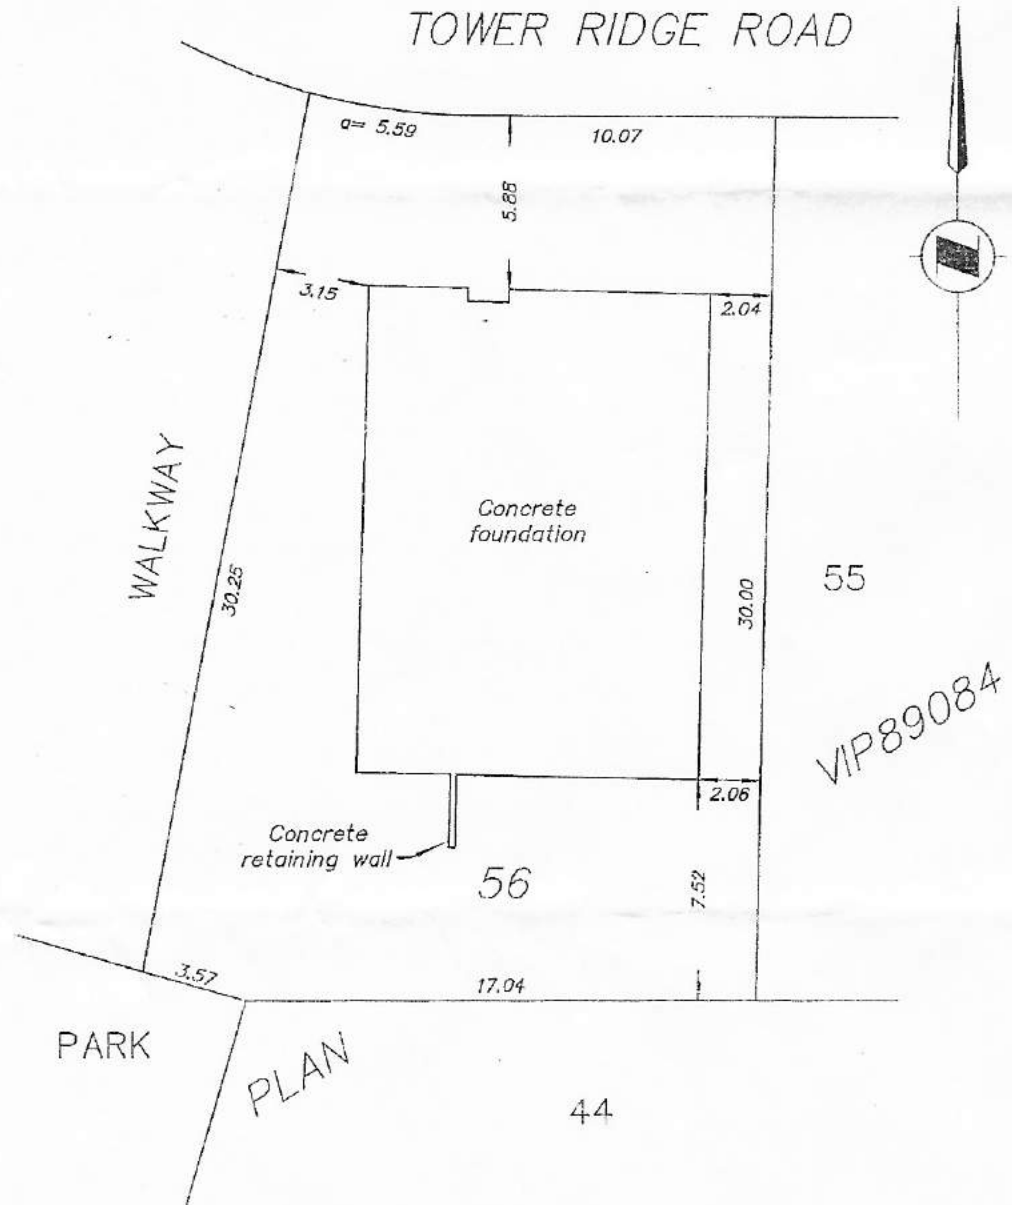 TOWER RIDGE ROAD
a= 5.59
10.07
5.88
3.15
2.04
WALKWAY
Concrete
foundation
55
30.25
30.00
VIP89084
2.06
Concrete
retaining wall
56
7.52
3.57
17.04
PARK
PLAN
44